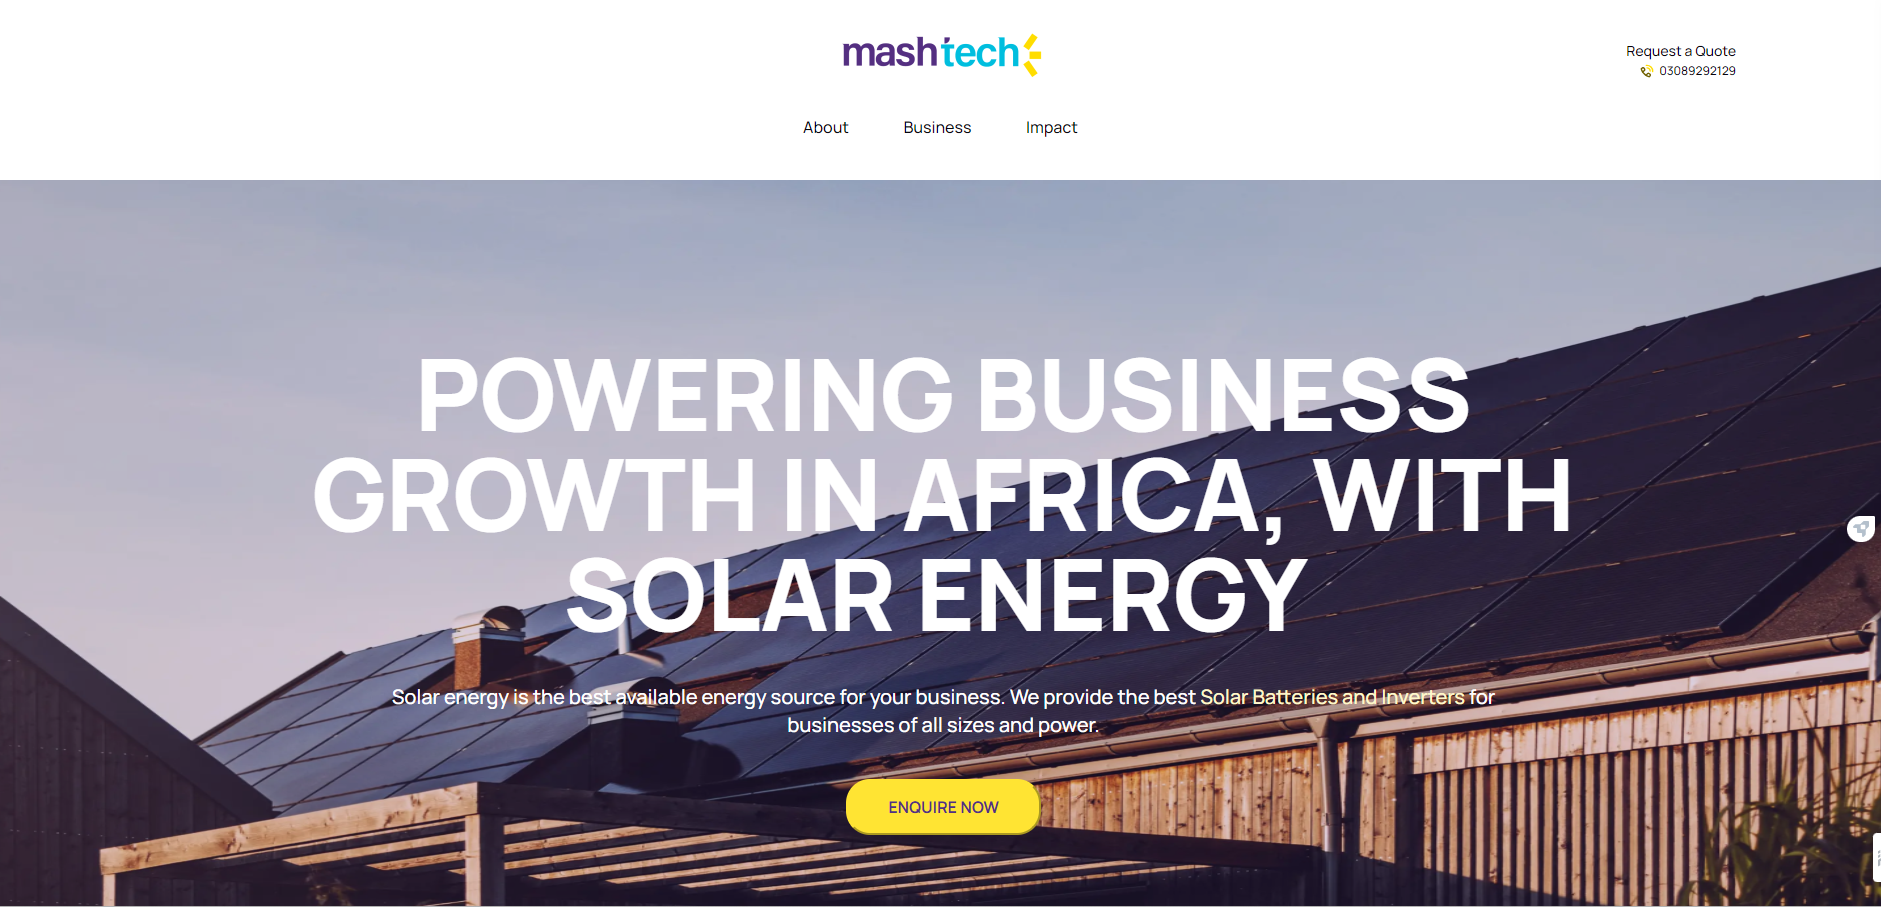 mashtech
Request a Quote
03089292129
About Business Impact
POWERING BUSINESS
GROWTH IN AFRICA, WITH
SOLAR ENERGY
Solar energy is the best available energy source for your business. We provide the best Solar Batteries and Inverters for
businesses of all sizes and power.
ENQUIRE NOW